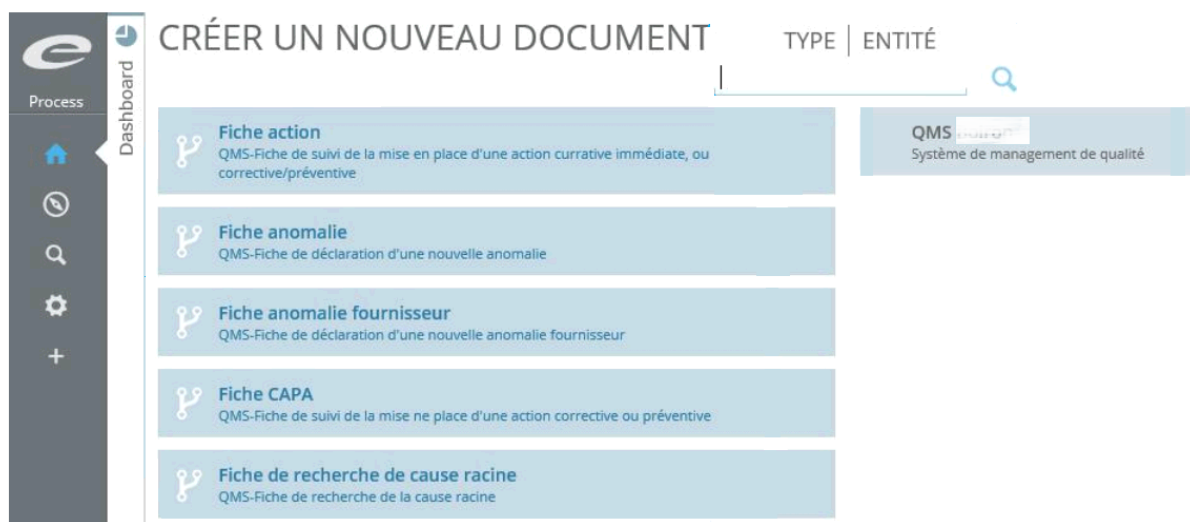 Process
Dashboard
CRÉER UN NOUVEAU DOCUMENT
TYPE | ENTITÉ
Fiche action
QMS-Fiche de suivi de la mise en place d'une action currative immédiate, ou
corrective/préventive
Fiche anomalie
QMS-Fiche de déclaration d'une nouvelle anomalie
Fiche anomalie fournisseur
QMS-Fiche de déclaration d'une nouvelle anomalie fournisseur
Fiche CAPA
QMS-Fiche de suivi de la mise ne place d'une action corrective ou préventive
Fiche de recherche de cause racine
QMS-Fiche de recherche de la cause racine
QMS
Système de management de qualité